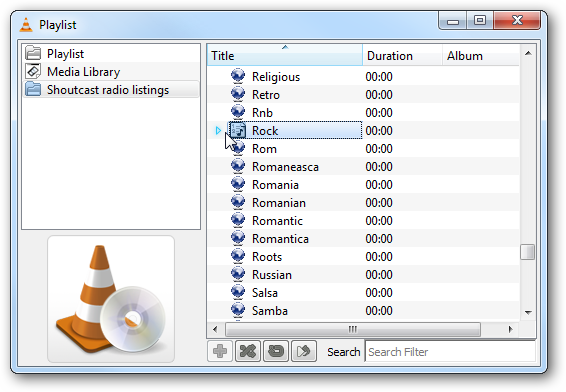 Playlist
Playlist
Media Library
Shoutcast radio listings
Title Duration Album
Religious 00:00
Retro 00:00
Rnb 00:00
Rock 00:00
Rom 00:00
Romaneasca 00:00
Romania 00:00
Romanian 00:00
Romantic 00:00
Romantica 00:00
Roots 00:00
Russian 00:00
Salsa 00:00
Samba 00:00
Search Search Filter